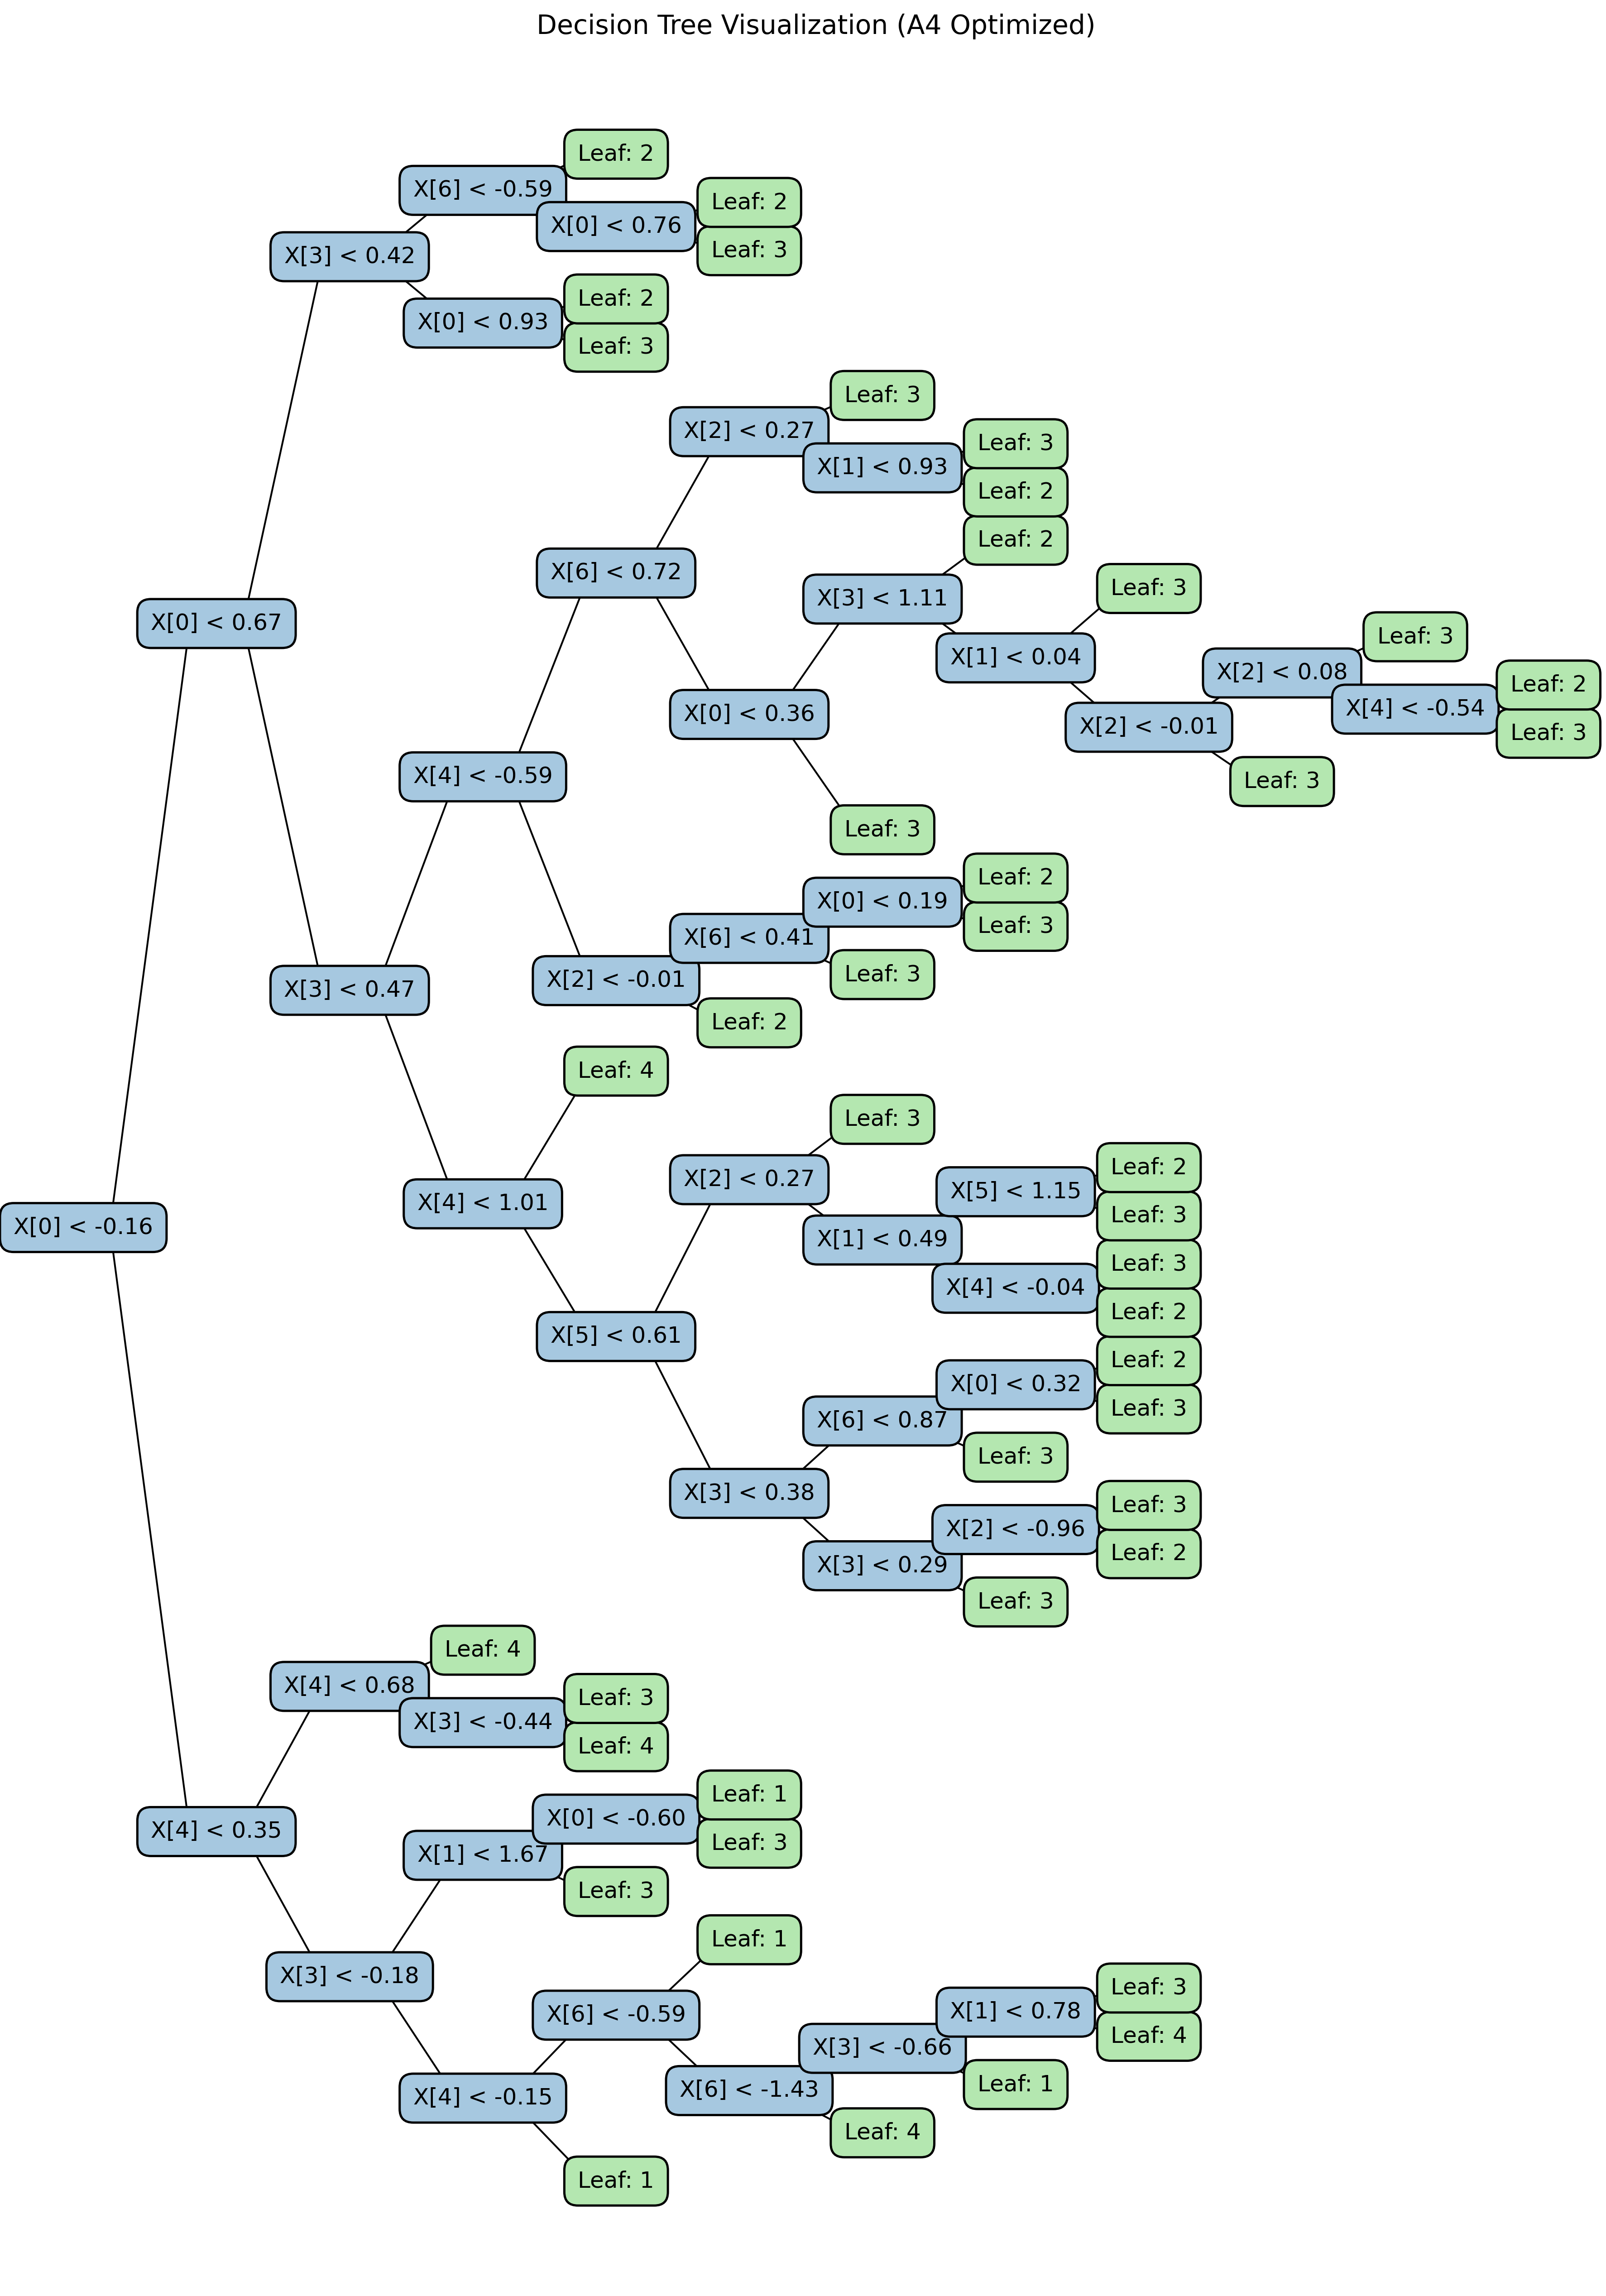 Decision Tree Visualization (A4 Optimized)
Leaf: 2
X[6] < -0.59
Leaf: 2
X[0] < 0.76
Leaf: 3
X[3] < 0.42
Leaf: 2
X[0] < 0.93
Leaf: 3
Leaf: 3
X[2] < 0.27
Leaf: 3
X[1] < 0.93
Leaf: 2
Leaf: 2
X[6] < 0.72
Leaf: 3
X[3] < 1.11
Leaf: 3
X[0] < 0.67
X[1] < 0.04
X[2] < 0.08
Leaf: 2
X[4] < -0.54
X[0] < 0.36
X[2] < -0.01
Leaf: 3
X[4] < -0.59
Leaf: 3
Leaf: 3
Leaf: 2
X[0] < 0.19
Leaf: 3
X[6] < 0.41
Leaf: 3
X[2] < -0.01
X[3] < 0.47
Leaf: 2
Leaf: 4
Leaf: 3
Leaf: 2
X[2] < 0.27
X[5] < 1.15
X[4] < 1.01
Leaf: 3
X[0] < -0.16
X[1] < 0.49
Leaf: 3
X[4] < -0.04
Leaf: 2
X[5] < 0.61
Leaf: 2
X[0] < 0.32
Leaf: 3
X[6] < 0.87
Leaf: 3
X[3] < 0.38
Leaf: 3
X[2] < -0.96
Leaf: 2
X[3] < 0.29
Leaf: 3
Leaf: 4
X[4] < 0.68
Leaf: 3
X[3] < -0.44
Leaf: 4
Leaf: 1
X[0] < -0.60
X[4] < 0.35
Leaf: 3
X[1] < 1.67
Leaf: 3
Leaf: 1
X[3] < -0.18
Leaf: 3
X[6] < -0.59
X[1] < 0.78
Leaf: 4
X[3] < -0.66
X[6] < -1.43
Leaf: 1
X[4] < -0.15
Leaf: 4
Leaf: 1